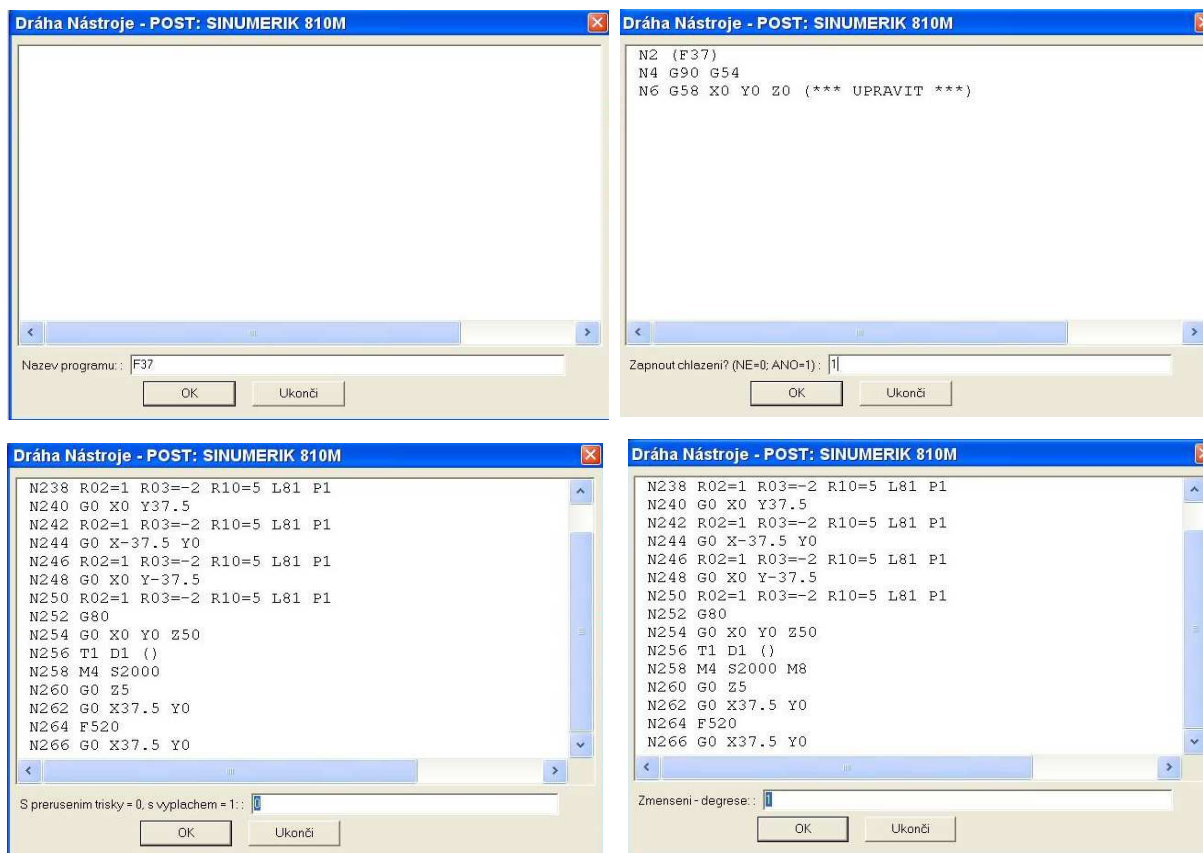 Dráha Nástroje - POST: SINUMERIK 810M
Nazev programu: : F37
OK Ukonči
Dráha Nástroje - POST: SINUMERIK 810M
N2 (F37)
N4 G90 G54
N6 G58 X0 Y0 Z0 (*** UPRAVIT ***)
Zapnout chlazeni? (NE=0; ANO=1) : 1
OK Ukonči
Dráha Nástroje - POST: SINUMERIK 810M
N238 R02=1 R03=-2 R10=5 L81 P1
N240 G0 X0 Y37.5
N242 R02=1 R03=-2 R10=5 L81 P1
N244 G0 X-37.5 Y0
N246 R02=1 R03=-2 R10=5 L81 P1
N248 G0 X0 Y-37.5
N250 R02=1 R03=-2 R10=5 L81 P1
N252 G80
N254 G0 X0 Y0 Z50
N256 T1 D1 ()
N258 M4 S2000
N260 G0 Z5
N262 G0 X37.5 Y0
N264 F520
N266 G0 X37.5 Y0
S prerusenim trisky = 0, s vyplachem = 1: : 0
OK Ukonči
Dráha Nástroje - POST: SINUMERIK 810M
N238 R02=1 R03=-2 R10=5 L81 P1
N240 G0 X0 Y37.5
N242 R02=1 R03=-2 R10=5 L81 P1
N244 G0 X-37.5 Y0
N246 R02=1 R03=-2 R10=5 L81 P1
N248 G0 X0 Y-37.5
N250 R02=1 R03=-2 R10=5 L81 P1
N252 G80
N254 G0 X0 Y0 Z50
N256 T1 D1 ()
N258 M4 S2000 M8
N260 G0 Z5
N262 G0 X37.5 Y0
N264 F520
N266 G0 X37.5 Y0
Zmenseni - degrese: : 1
OK Ukonči